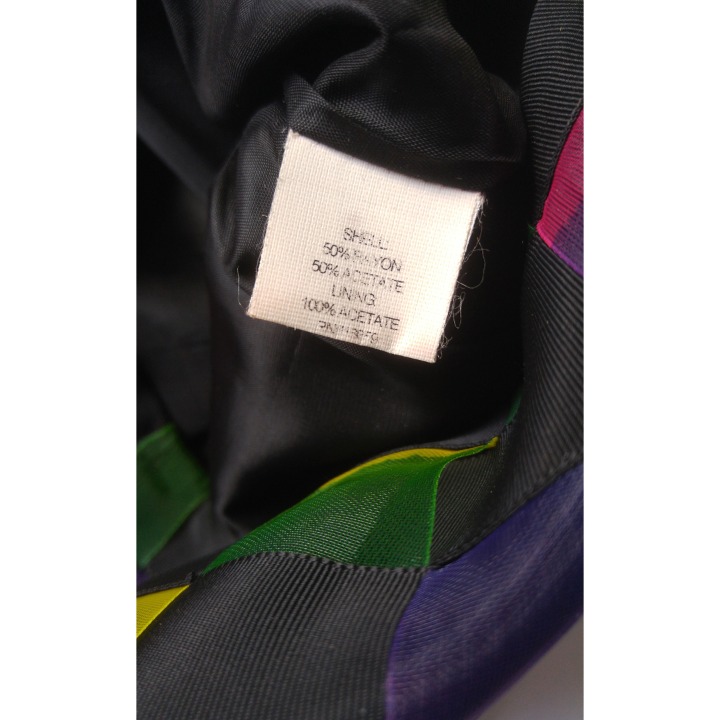 SHELL:
50% RAYON
50% ACETATE
LINING:
100% ACETATE